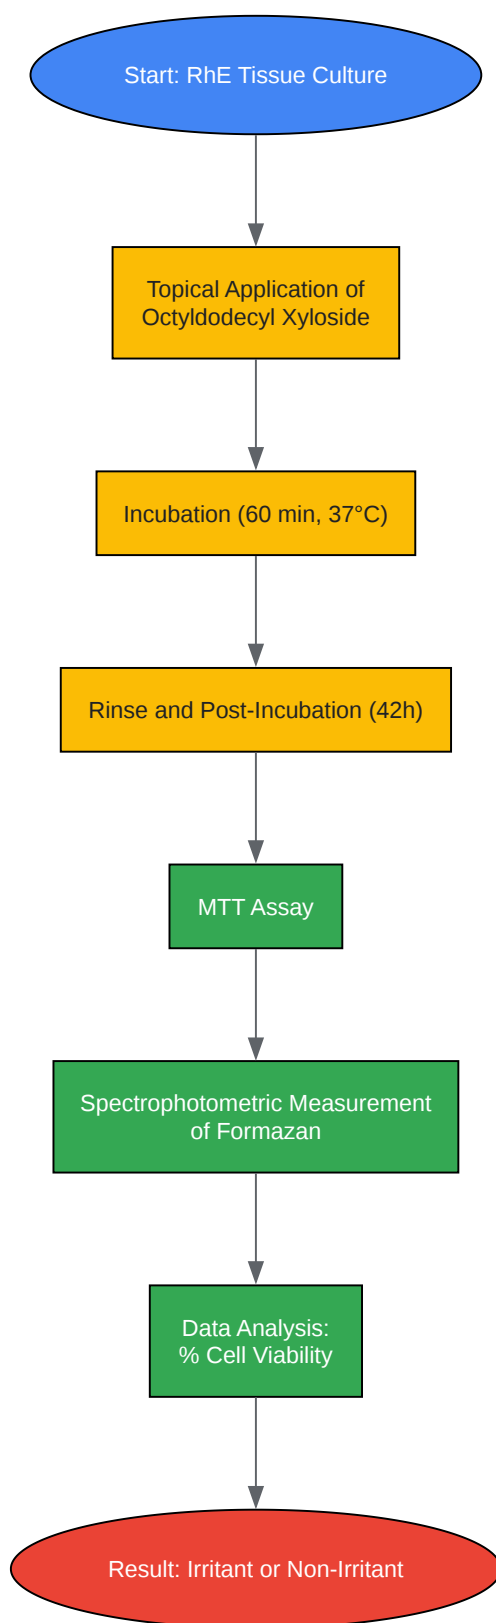 Start: RhE Tissue Culture
Topical Application of
Octyldodecyl Xyloside
Incubation (60 min, 37°C)
Rinse and Post-Incubation (42h)
MTT Assay
Spectrophotometric Measurement
of Formazan
Data Analysis:
% Cell Viability
Result: Irritant or Non-Irritant